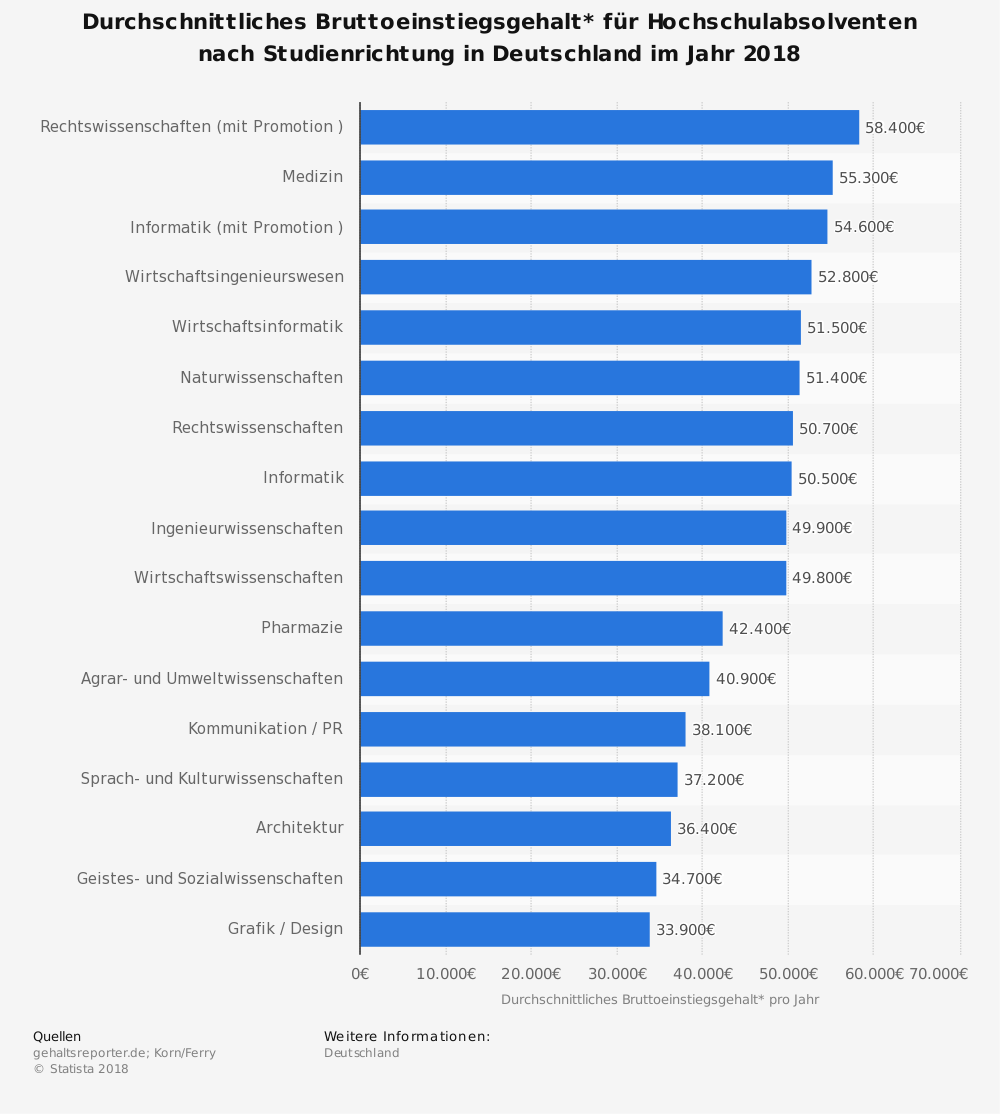 Durchschnittliches Bruttoeinstiegsgehalt* für Hochschulabsolventen
nach Studienrichtung in Deutschland im Jahr 2018
Rechtswissenschaften (mit Promotion ) 58.400€
Medizin 55.300€
Informatik (mit Promotion ) 54.600€
Wirtschaftsingenieurswesen 52.800€
Wirtschaftsinformatik 51.500€
Naturwissenschaften 51.400€
Rechtswissenschaften 50.700€
Informatik 50.500€
Ingenieurwissenschaften 49.900€
Wirtschaftswissenschaften 49.800€
Pharmazie 42.400€
Agrar- und Umweltwissenschaften 40.900€
Kommunikation / PR 38.100€
Sprach- und Kulturwissenschaften 37.200€
Architektur 36.400€
Geistes- und Sozialwissenschaften 34.700€
Grafik / Design 33.900€
0€ 10.000€ 20.000€ 30.000€ 40.000€ 50.000€ 60.000€ 70.000€
Durchschnittliches Bruttoeinstiegsgehalt* pro Jahr
Quellen
gehaltsreporter.de; Korn/Ferry
© Statista 2018
Weitere Informationen:
Deutschland